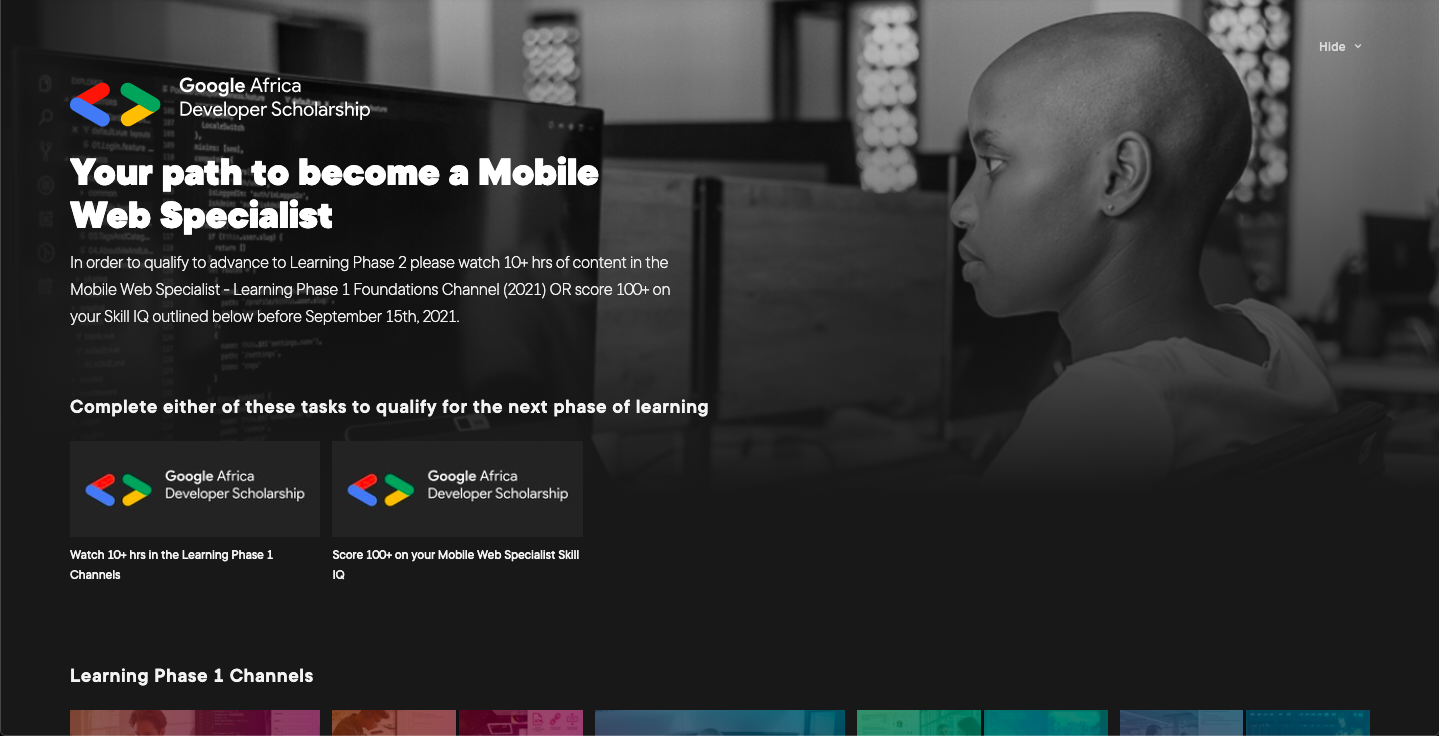 Hide
Google Africa
Developer Scholarship
Your path to become a Mobile
Web Specialist
In order to qualify to advance to Learning Phase 2 please watch 10+ hrs of content in the
Mobile Web Specialist - Learning Phase 1 Foundations Channel (2021) OR score 100+ on
your Skill IQ outlined below before September 15th, 2021.
Complete either of these tasks to qualify for the next phase of learning
Google Africa
Developer Scholarship
Google Africa
Developer Scholarship
Watch 10+ hrs in the Learning Phase 1
Channels
Score 100+ on your Mobile Web Specialist Skill
IQ
Learning Phase 1 Channels